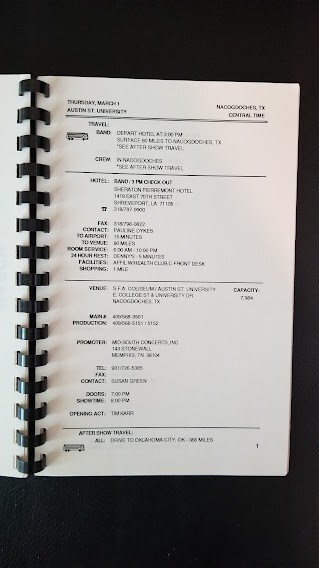 THURSDAY, MARCH 1
NACOGDOCHES, TX
AUSTIN ST. UNIVERSITY
CENTRAL TIME
TRAVEL:
BAND: DEPART HOTEL AT 3:00 PM
SURFACE 90 MILES TO NACOGDOCHES, TX
*SEE AFTER SHOW TRAVEL
CREW: IN NACOGDOCHES
*SEE AFTER SHOW TRAVEL
HOTEL: BAND / 3 PM CHECK OUT
SHERATON PIERREMONT HOTEL
1419 EAST 70TH STREET
SHREVEPORT, LA 71105
☎ 318/797-9900
FAX: 318/798-0822
CONTACT: PAULINE DYKES
TO AIRPORT: 15 MINUTES
TO VENUE: 90 MILES
ROOM SERVICE: 6:00 AM - 10:00 PM
24 HOUR REST: DENNY'S - 5 MINUTES
FACILITIES: AFFIL W/HEALTH CLUB C-FRONT DESK
SHOPPING: 1 MILE
VENUE: S.F.A. COLISEUM / AUSTIN ST. UNIVERSITY CAPACITY:
E. COLLEGE ST & UNIVERSITY DR 7,984
NACOGDOCHES, TX
MAIN #: 409/568-3501
PRODUCTION: 409/568-5151 / 5152
PROMOTER: MID-SOUTH CONCERTS, INC
STONEWALL
MEMPHIS, TN 38104
TEL: 901/726-5385
FAX:
CONTACT: SUSAN GREEN
DOORS: 7:00 PM
SHOWTIME: 8:00 PM
OPENING ACT: TIM KARR
AFTER SHOW TRAVEL:
ALL: DRIVE TO OKLAHOMA CITY, OK - 386 MILES
1